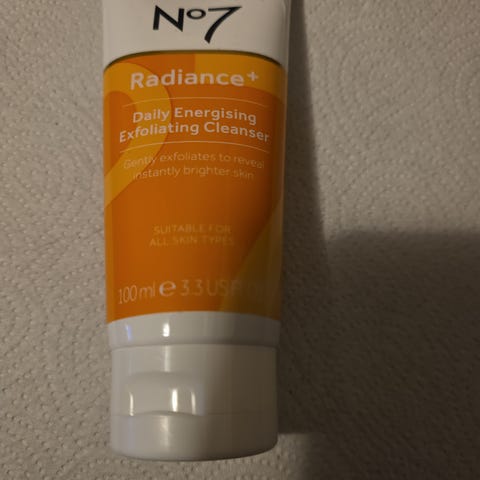 No7
Radiance+
Daily Energising
Exfoliating Cleanser
Gently exfoliates to reveal
instantly brighter skin
SUITABLE FOR
ALL SKIN TYPES
100 ml ℮ 3.3 US